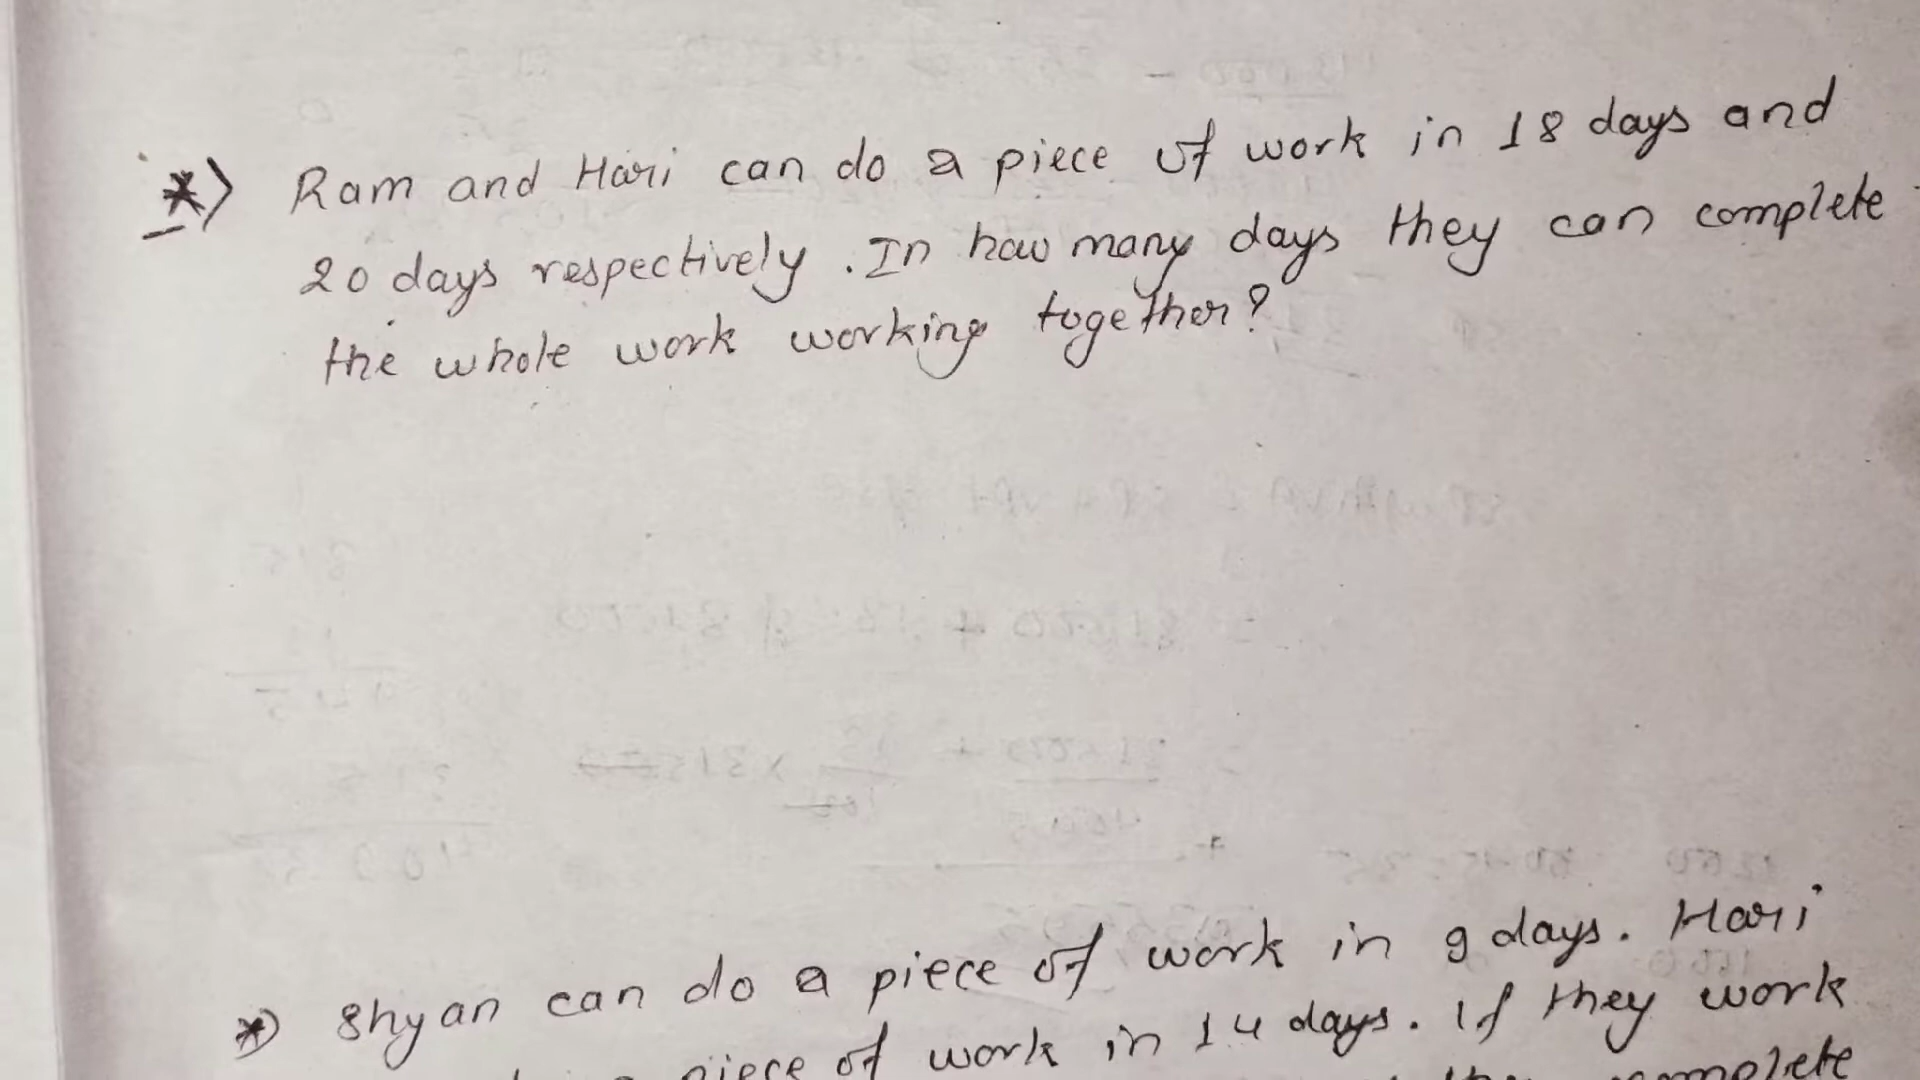 *) Ram and Hari can do a piece of work in 18 days and
20 days respectively. In how many days they can complete
the whole work working together?
*) Shyan can do a piece of work in 9 days. Hari
piece of work in 14 days. If they work
complete